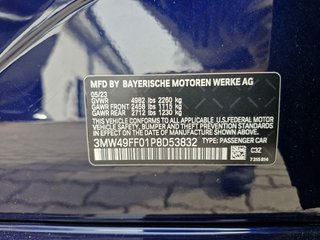 MFD BY BAYERISCHE MOTOREN WERKE AG
05/23
GVWR 4982 lbs 2260 kg
GAWR FRONT 2458 lbs 1115 kg
GAWR REAR 2712 lbs 1230 kg
THIS VEHICLE CONFORMS TO ALL APPLICABLE U.S.FEDERAL
MOTOR VEHICLE SAFETY, BUMPER, AND THEFT PREVENTION STANDARDS
IN EFFECT ON THE DATE OF MANUFACTURE SHOWN ABOVE.
3MW49FF01P8D53832 TYPE: PASSENGER CAR
C3Z